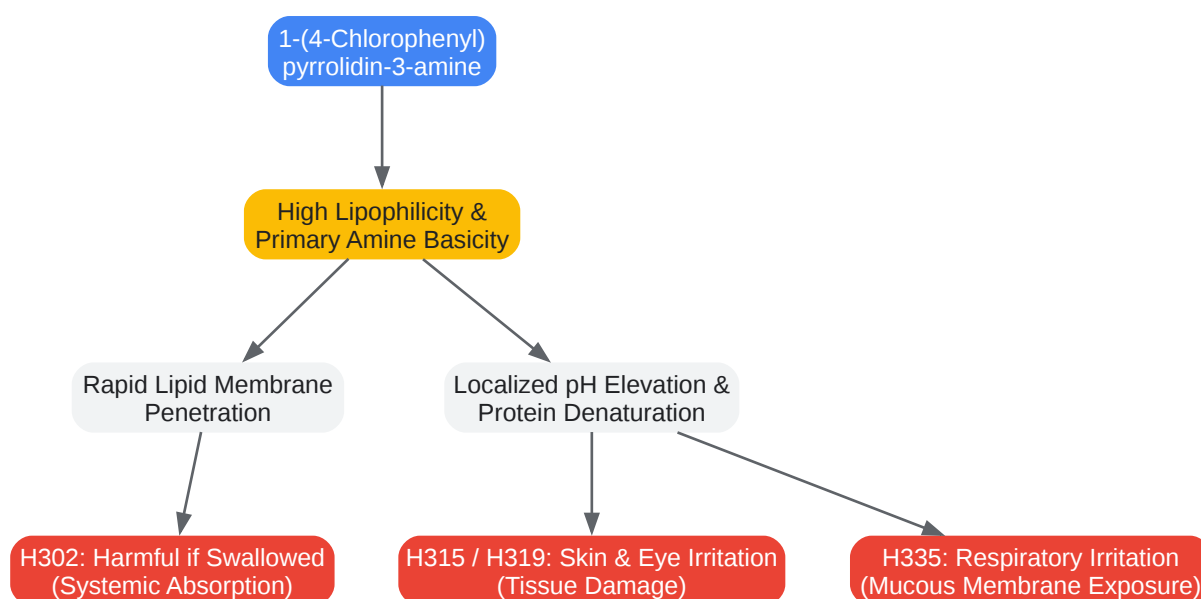 1-(4-Chlorophenyl)
pyrrolidin-3-amine
High Lipophilicity &
Primary Amine Basicity
Rapid Lipid Membrane
Penetration
Localized pH Elevation &
Protein Denaturation
H302: Harmful if Swallowed
(Systemic Absorption)
H315 / H319: Skin & Eye Irritation
(Tissue Damage)
H335: Respiratory Irritation
(Mucous Membrane Exposure)